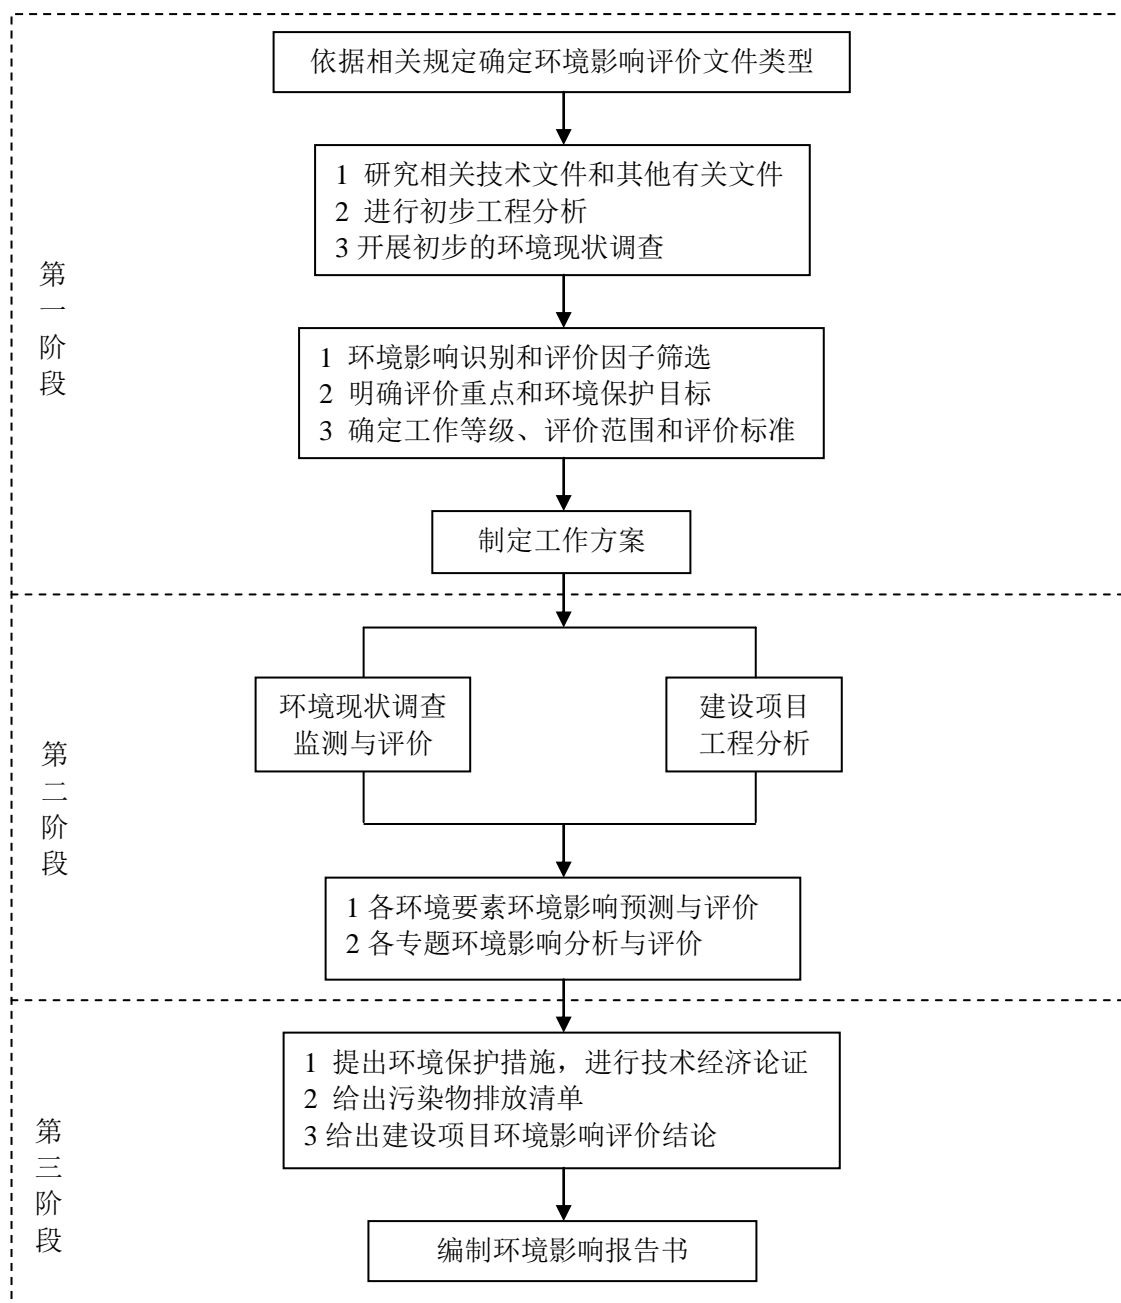 依据相关规定确定环境影响评价文件类型
1 研究相关技术文件和其他有关文件
2 进行初步工程分析
3 开展初步的环境现状调查
第一阶段
1 环境影响识别和评价因子筛选
2 明确评价重点和环境保护目标
3 确定工作等级、评价范围和评价标准
制定工作方案
环境现状调查
监测与评价
建设项目
工程分析
第二阶段
1 各环境要素环境影响预测与评价
2 各专题环境影响分析与评价
1 提出环境保护措施，进行技术经济论证
2 给出污染物排放清单
3 给出建设项目环境影响评价结论
第三阶段
编制环境影响报告书